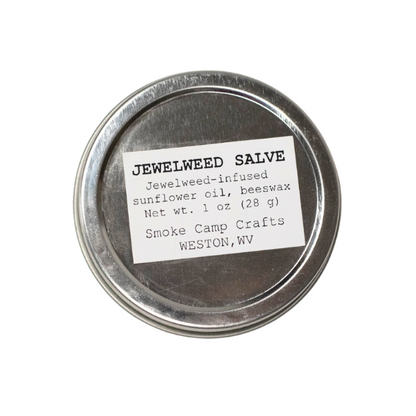 JEWELWEED SALVE
Jewelweed-infused
sunflower oil, beeswax
Net wt. 1 oz (28 g)
Smoke Camp Crafts
WESTON,WV